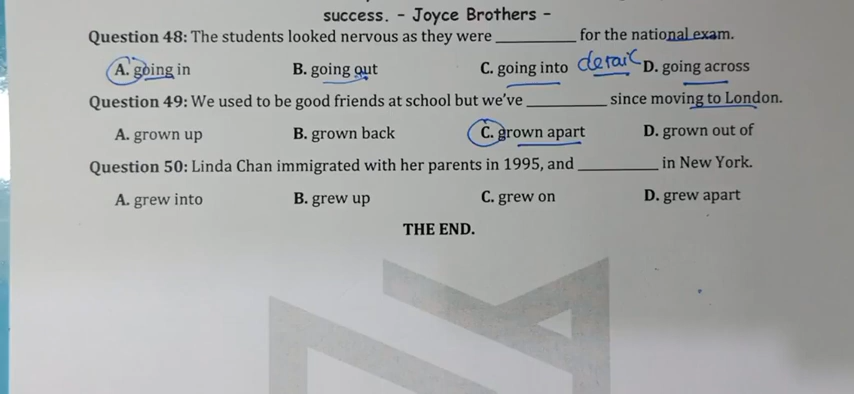 success. - Joyce Brothers -
Question 48: The students looked nervous as they were ________ for the national exam.
A. going in B. going out C. going into detail D. going across
Question 49: We used to be good friends at school but we've ________ since moving to London.
A. grown up B. grown back C. grown apart D. grown out of
Question 50: Linda Chan immigrated with her parents in 1995, and ________ in New York.
A. grew into B. grew up C. grew on D. grew apart
THE END.